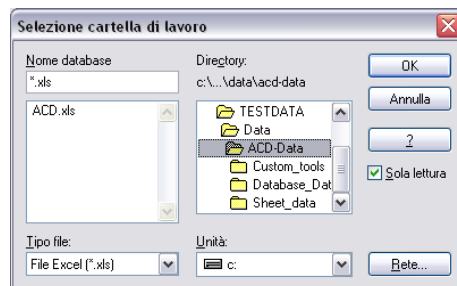 Selezione cartella di lavoro
Nome database
*.xls
ACD.xls
Tipo file:
File Excel (*.xls)
Directory:
c:\...\data\acd-data
TESTDATA
Data
ACD-Data
Custom_tools
Database_Dat
Sheet_data
Unità:
c:
OK
Annulla
?
Sola lettura
Rete...